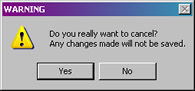 WARNING
Do you really want to cancel?
Any changes made will not be saved.
Yes
No